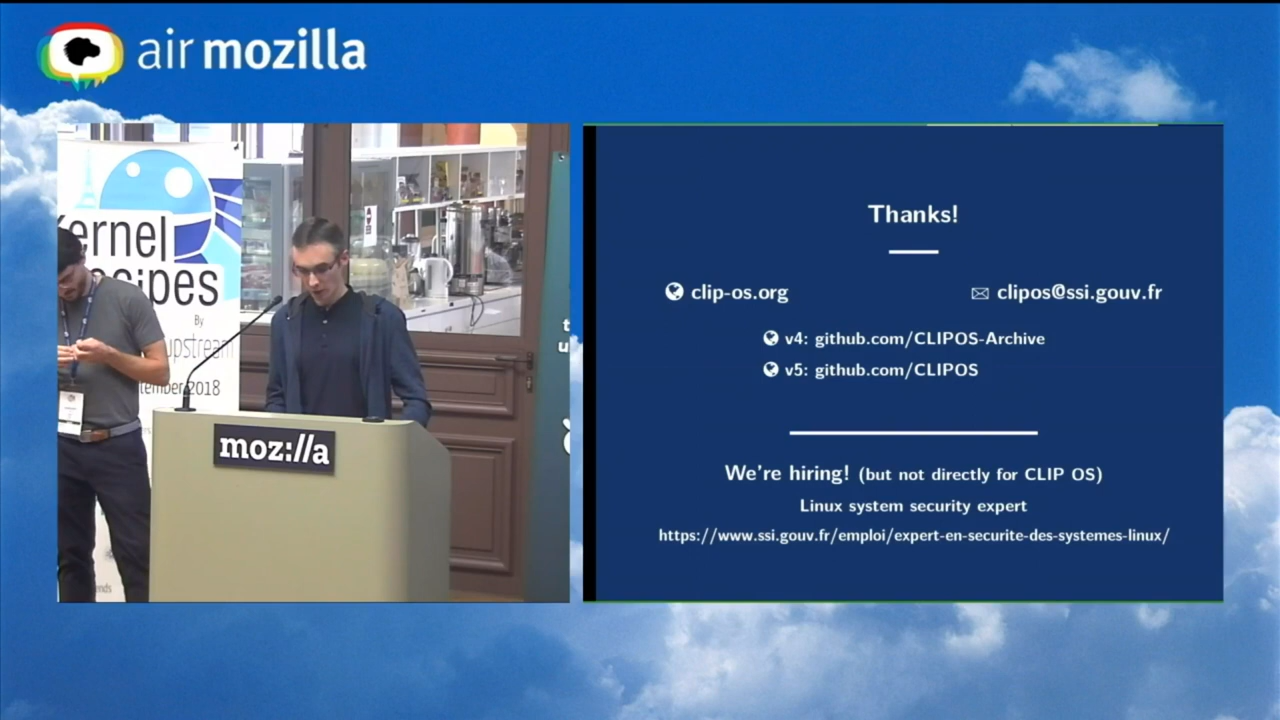 air mozilla
Kernel
Recipes
By
upstream
tember 2018
moz://a
Thanks!
clip-os.org
clipos@ssi.gouv.fr
v4: github.com/CLIPOS-Archive
v5: github.com/CLIPOS
We're hiring! (but not directly for CLIP OS)
Linux system security expert
https://www.ssi.gouv.fr/emploi/expert-en-securite-des-systemes-linux/